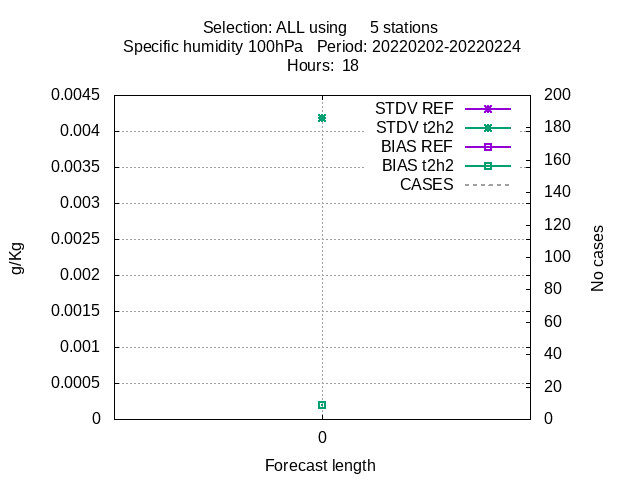 Selection: ALL using     5 stations
Specific humidity 100hPa   Period: 20220202-20220224
Hours:  18
0.0045
0.004
0.0035
0.003
0.0025
0.002
0.0015
0.001
0.0005
0
g/Kg
STDV REF
STDV t2h2
BIAS REF
BIAS t2h2
CASES
200
180
160
140
120
100
80
60
40
20
0
No cases
0
Forecast length